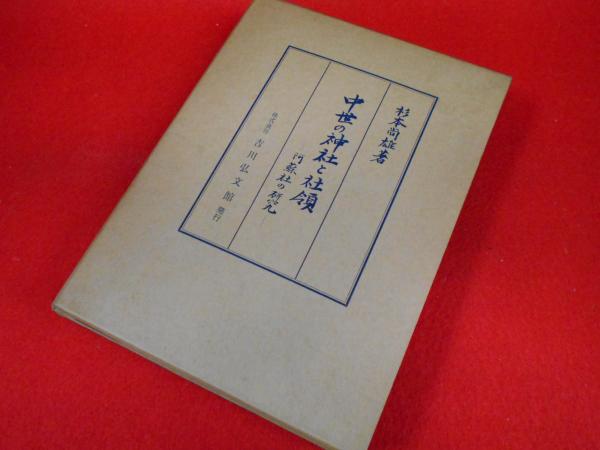 杉本尚雄著
中世の神社と社領
阿蘇社の研究
株式会社 吉川弘文館 発行